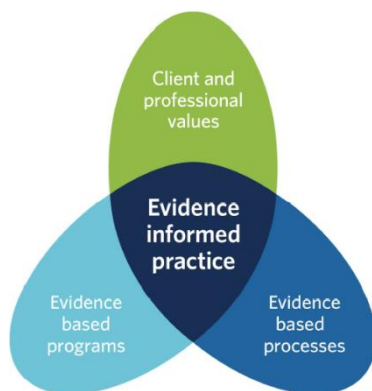 Client and
professional
values
Evidence
informed
practice
Evidence
based
programs
Evidence
based
processes